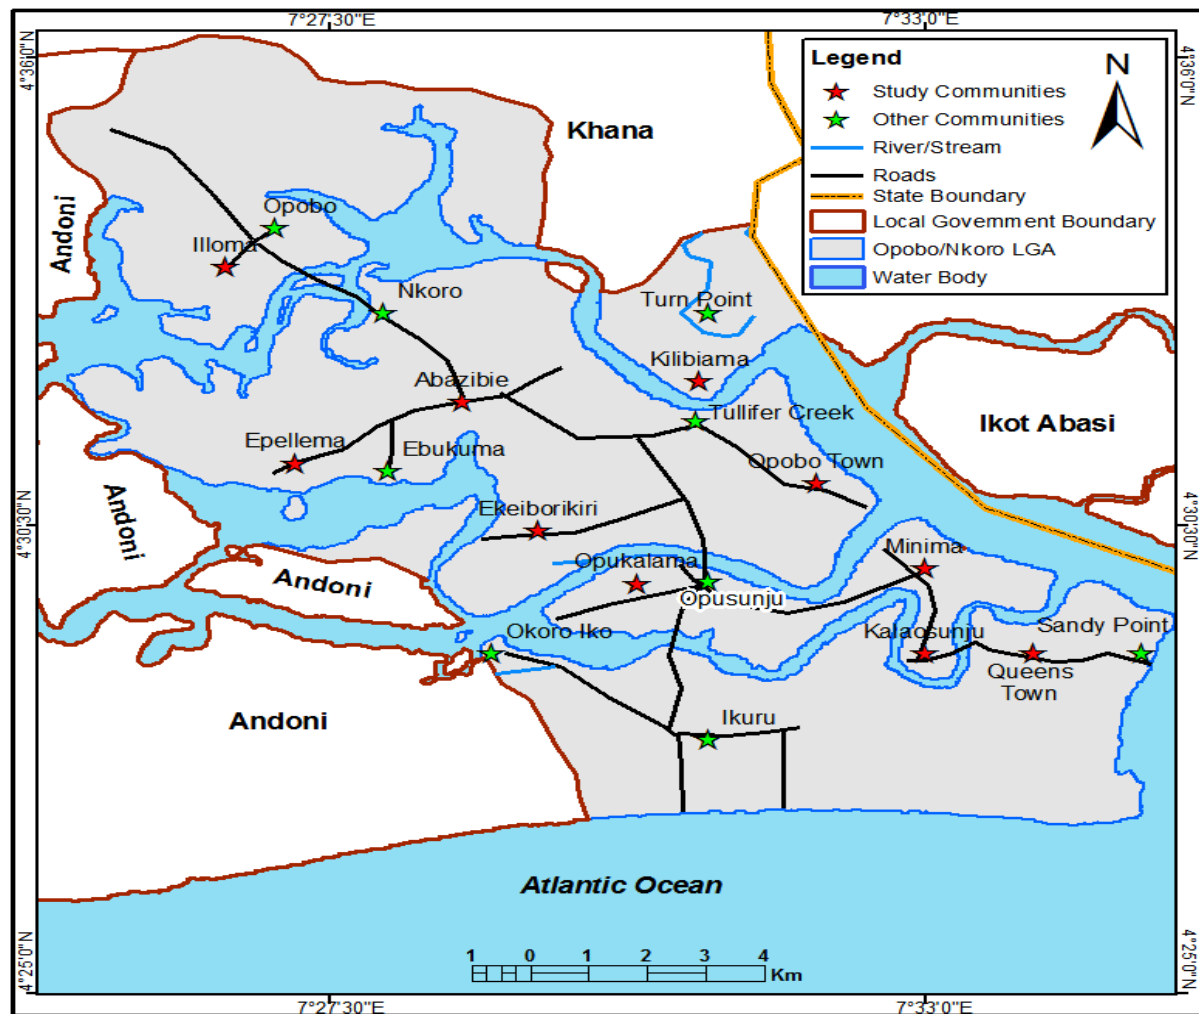 7°27'30"E
7°33'0"E
4°36'0"N
4°36'0"N
Legend
N
Study Communities
Other Communities
River/Stream
Roads
State Boundary
Local Government Boundary
Opobo/Nkoro LGA
Water Body
Khana
Andoni
Opobo
Illoma
Nkoro
Turn Point
Kilibiama
Abazibie
Tullifer Creek
Ikot Abasi
Epellema
Ebukuma
Opobo Town
Andoni
Ekeiborikiri
4°30'30"N
4°30'30"N
Minima
Opukalama
Andoni
Opusunju
Okoro Iko
Kalaosunju
Sandy Point
Queens
Town
Andoni
Ikuru
Atlantic Ocean
1 0 1 2 3 4
Km
4°25'0"N
4°25'0"N
7°27'30"E
7°33'0"E